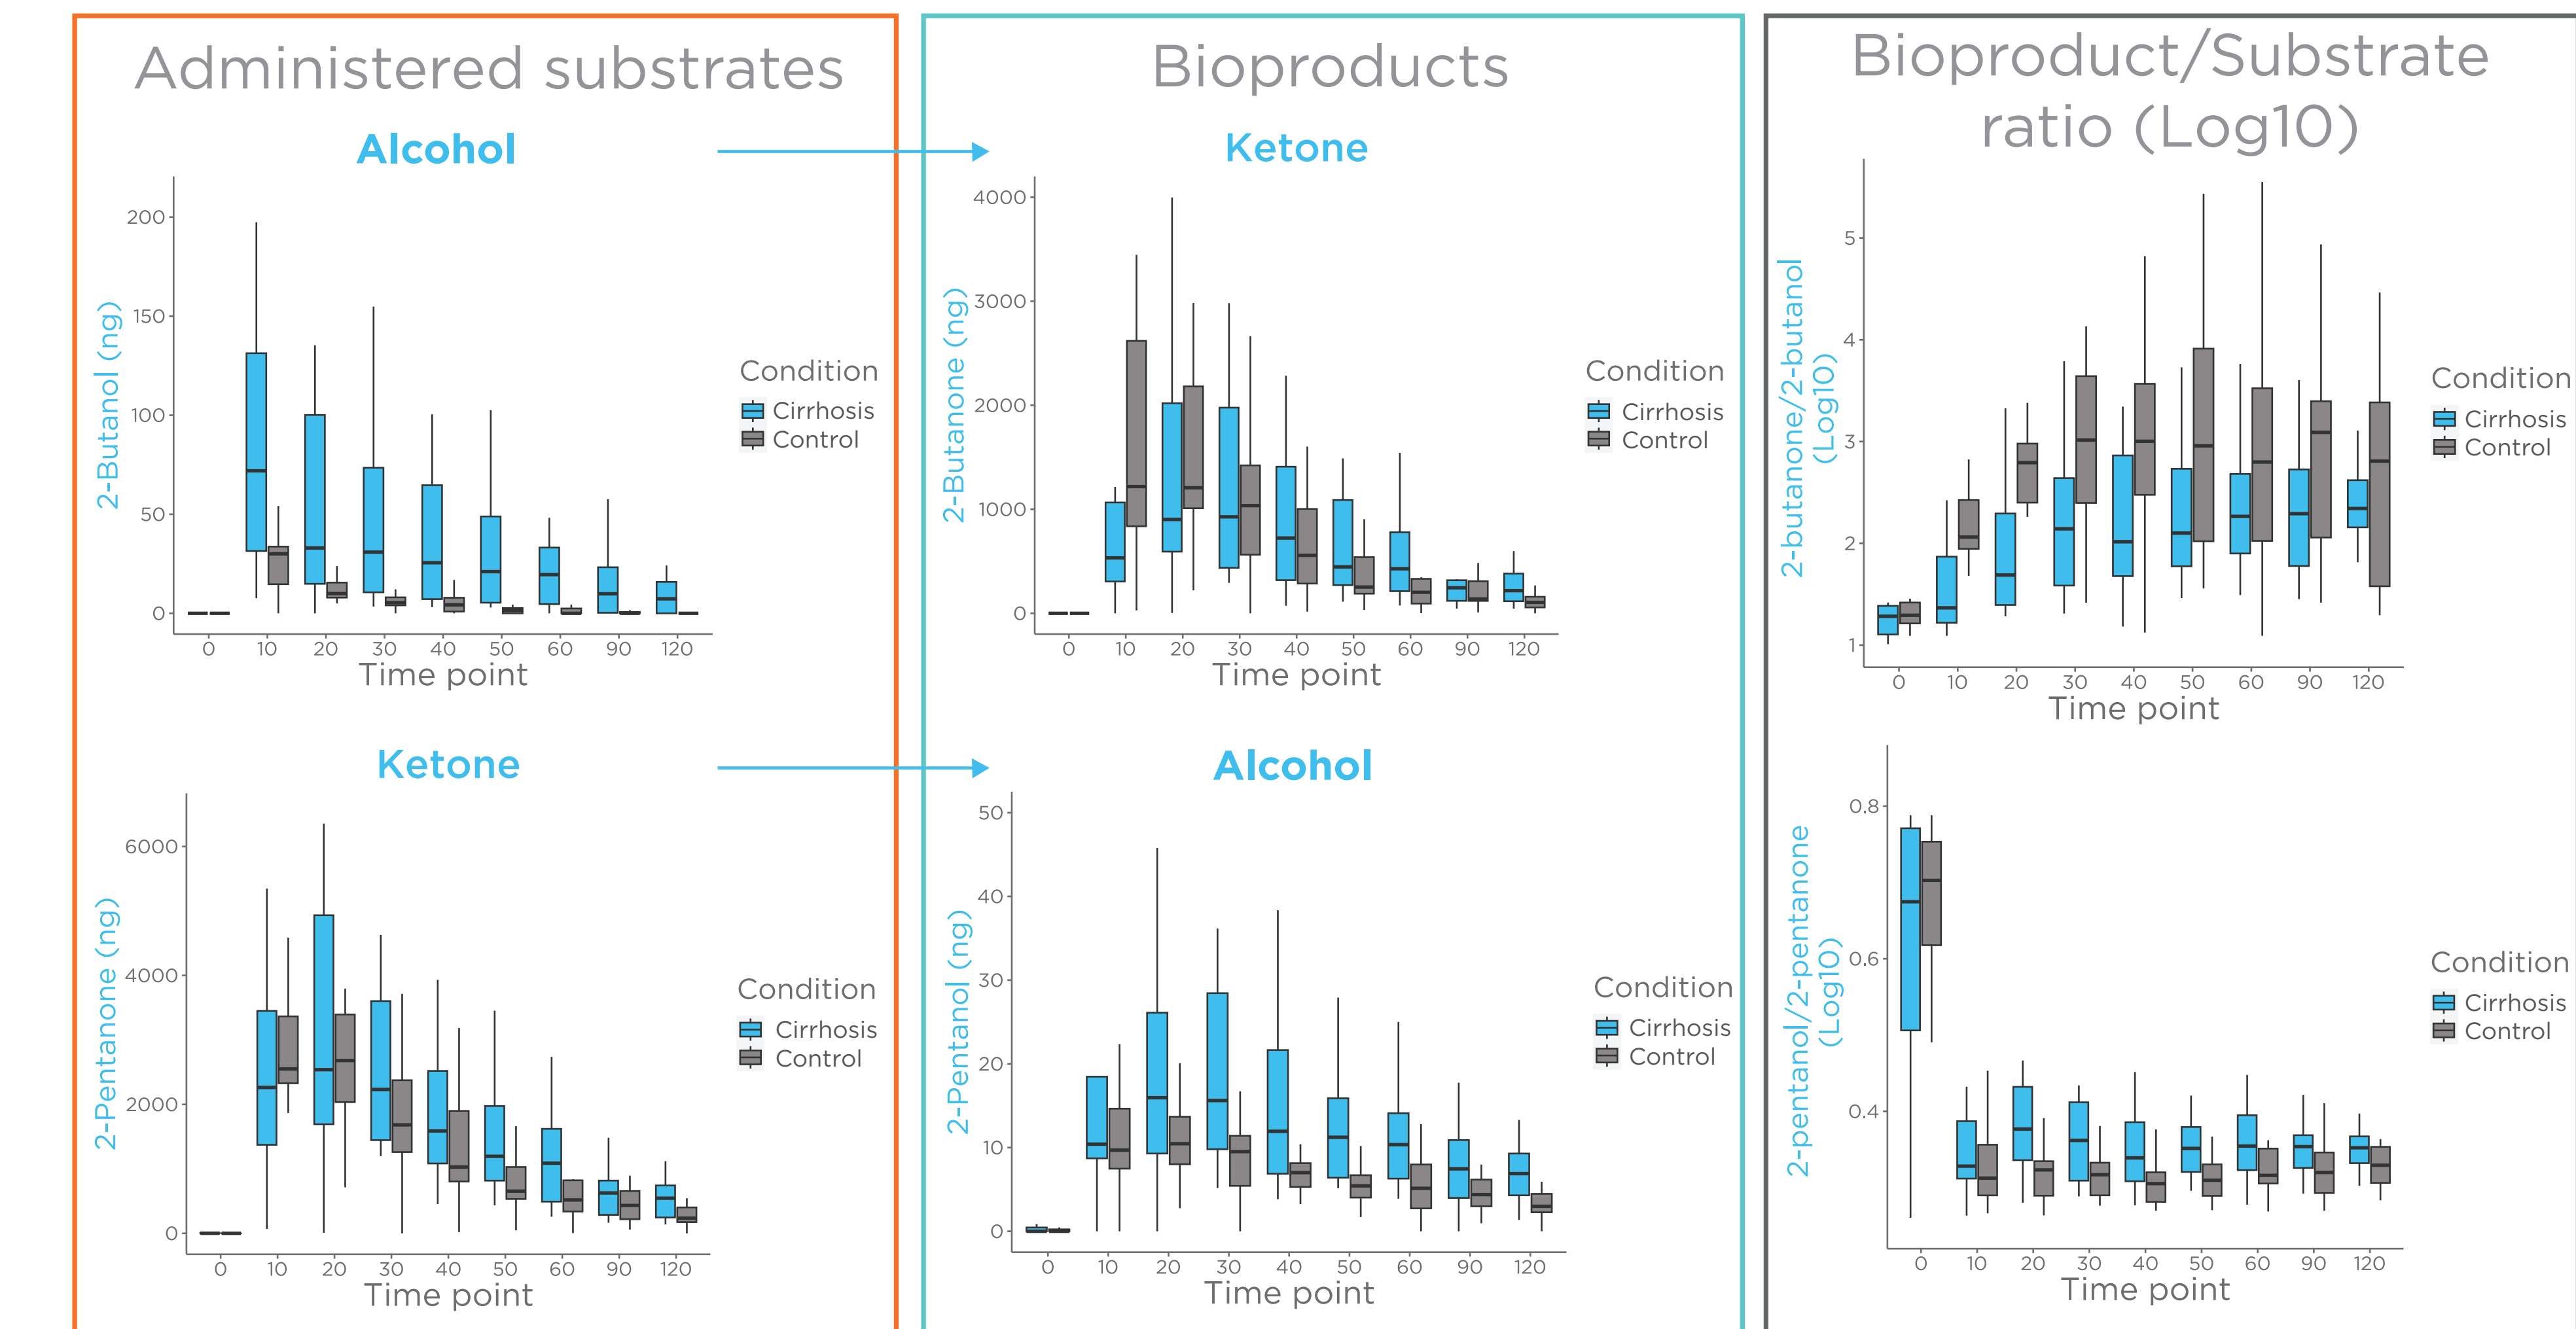 Administered substrates
Alcohol
200
150
100
50
0
2-Butanol (ng)
0 10 20 30 40 50 60 90 120
Time point
Condition
Cirrhosis
Control
Ketone
6000
4000
2000
0
2-Pentanone (ng)
0 10 20 30 40 50 60 90 120
Time point
Condition
Cirrhosis
Control
Bioproducts
Ketone
4000
3000
2000
1000
0
2-Butanone (ng)
0 10 20 30 40 50 60 90 120
Time point
Condition
Cirrhosis
Control
Alcohol
50
40
30
20
10
0
2-Pentanol (ng)
0 10 20 30 40 50 60 90 120
Time point
Condition
Cirrhosis
Control
Bioproduct/Substrate
ratio (Log10)
5
4
3
2
1
2-butanone/2-butanol
(Log10)
0 10 20 30 40 50 60 90 120
Time point
Condition
Cirrhosis
Control
0.8
0.6
0.4
2-pentanol/2-pentanone
(Log10)
0 10 20 30 40 50 60 90 120
Time point
Condition
Cirrhosis
Control